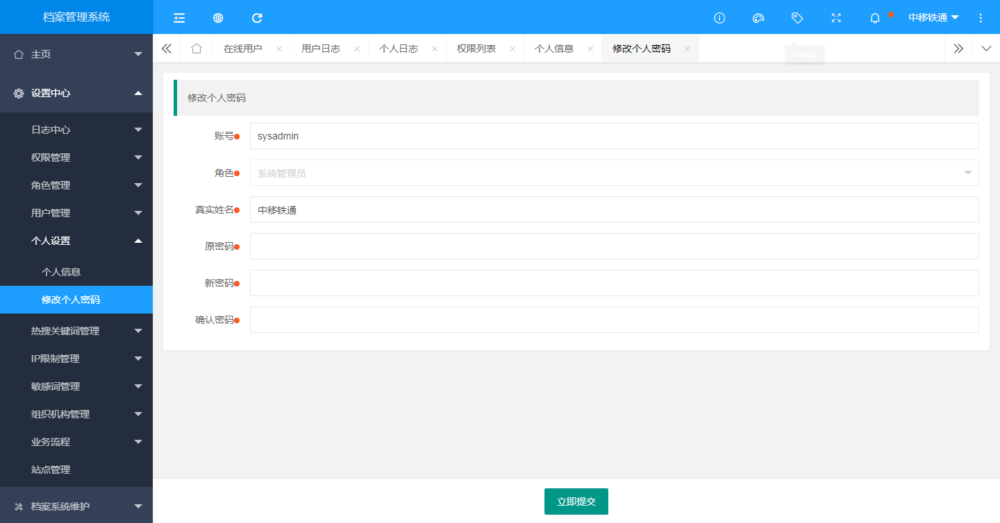 档案管理系统
中移铁通
主页
在线用户
用户日志
个人日志
权限列表
个人信息
修改个人密码
设置中心
日志中心
权限管理
角色管理
用户管理
个人设置
个人信息
修改个人密码
热搜关键词管理
IP限制管理
敏感词管理
组织机构管理
业务流程
站点管理
档案系统维护
修改个人密码
账号 sysadmin
角色 系统管理员
真实姓名 中移铁通
原密码
新密码
确认密码
立即提交